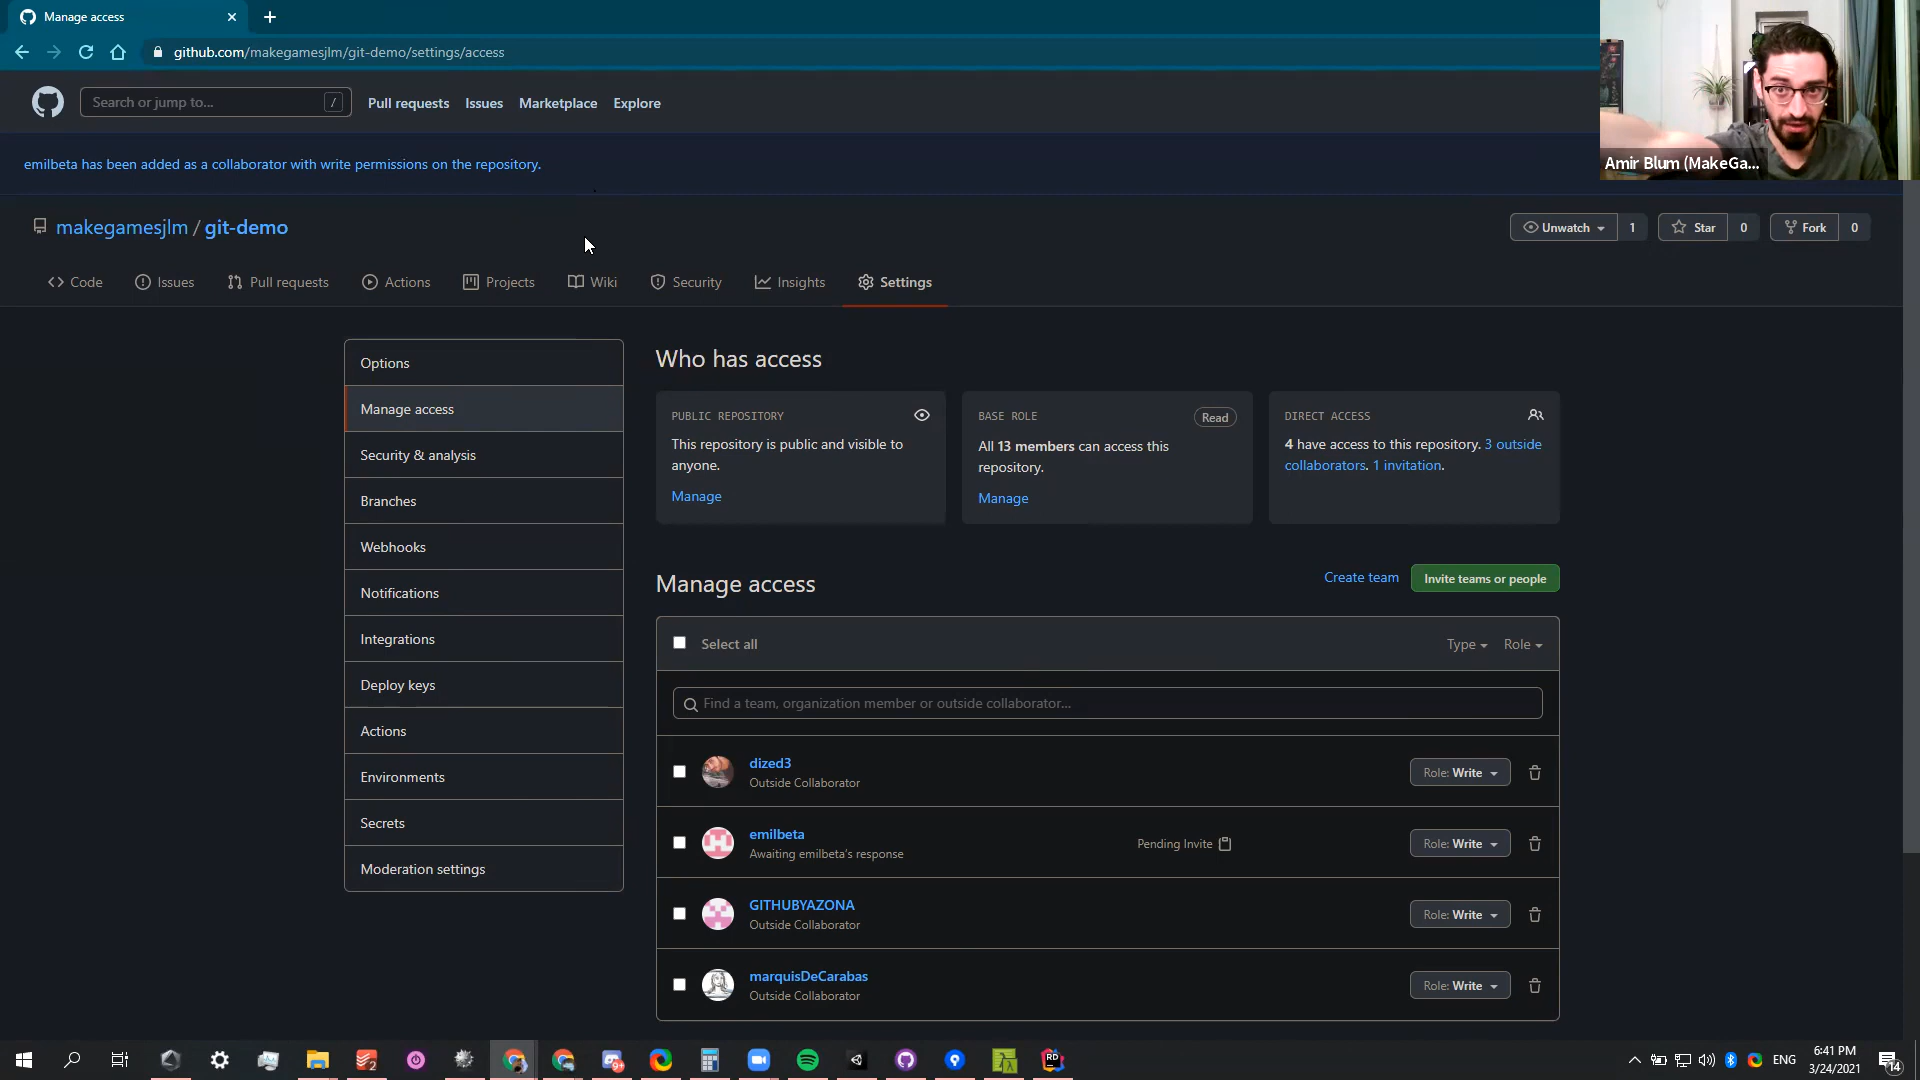 Manage access
github.com/makegamesjlm/git-demo/settings/access
Search or jump to... /
Pull requests Issues Marketplace Explore
emilbeta has been added as a collaborator with write permissions on the repository.
Amir Blum (MakeGa...
makegamesjlm / git-demo
Unwatch 1 Star 0 Fork 0
Code Issues Pull requests Actions Projects Wiki Security Insights Settings
Options
Manage access
Security & analysis
Branches
Webhooks
Notifications
Integrations
Deploy keys
Actions
Environments
Secrets
Moderation settings
Who has access
PUBLIC REPOSITORY
This repository is public and visible to
anyone.
Manage
BASE ROLE Read
All 13 members can access this
repository.
Manage
DIRECT ACCESS
4 have access to this repository. 3 outside
collaborators. 1 invitation.
Manage access
Create team Invite teams or people
Select all Type Role
Find a team, organization member or outside collaborator...
dized3
Outside Collaborator
Role: Write
emilbeta
Awaiting emilbeta's response
Pending Invite
Role: Write
GITHUBYAZONA
Outside Collaborator
Role: Write
marquisDeCarabas
Outside Collaborator
Role: Write
2
9+
RD
ENG
6:41 PM
3/24/2021
14